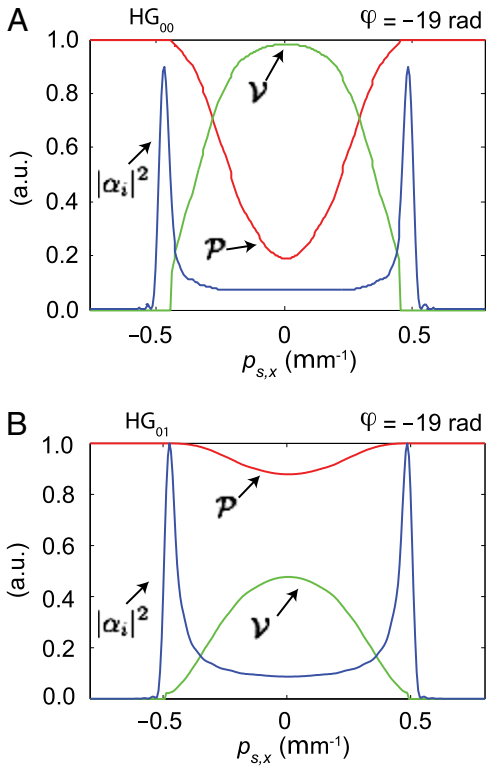 A HG₀₀ φ = −19 rad
1.0
0.8
0.6
0.4
0.2
0.0
(a.u.)
𝒱
|αᵢ|²
𝒫
−0.5 0 0.5
pₛ,ₓ (mm⁻¹)
B HG₀₁ φ = −19 rad
1.0
0.8
0.6
0.4
0.2
0.0
(a.u.)
𝒫
|αᵢ|²
𝒱
−0.5 0 0.5
pₛ,ₓ (mm⁻¹)